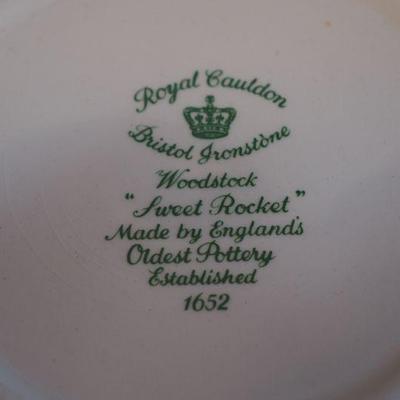 Royal Cauldon
Bristol Ironstone
Woodstock
"Sweet Rocket"
Made by England's
Oldest Pottery
Established
1652